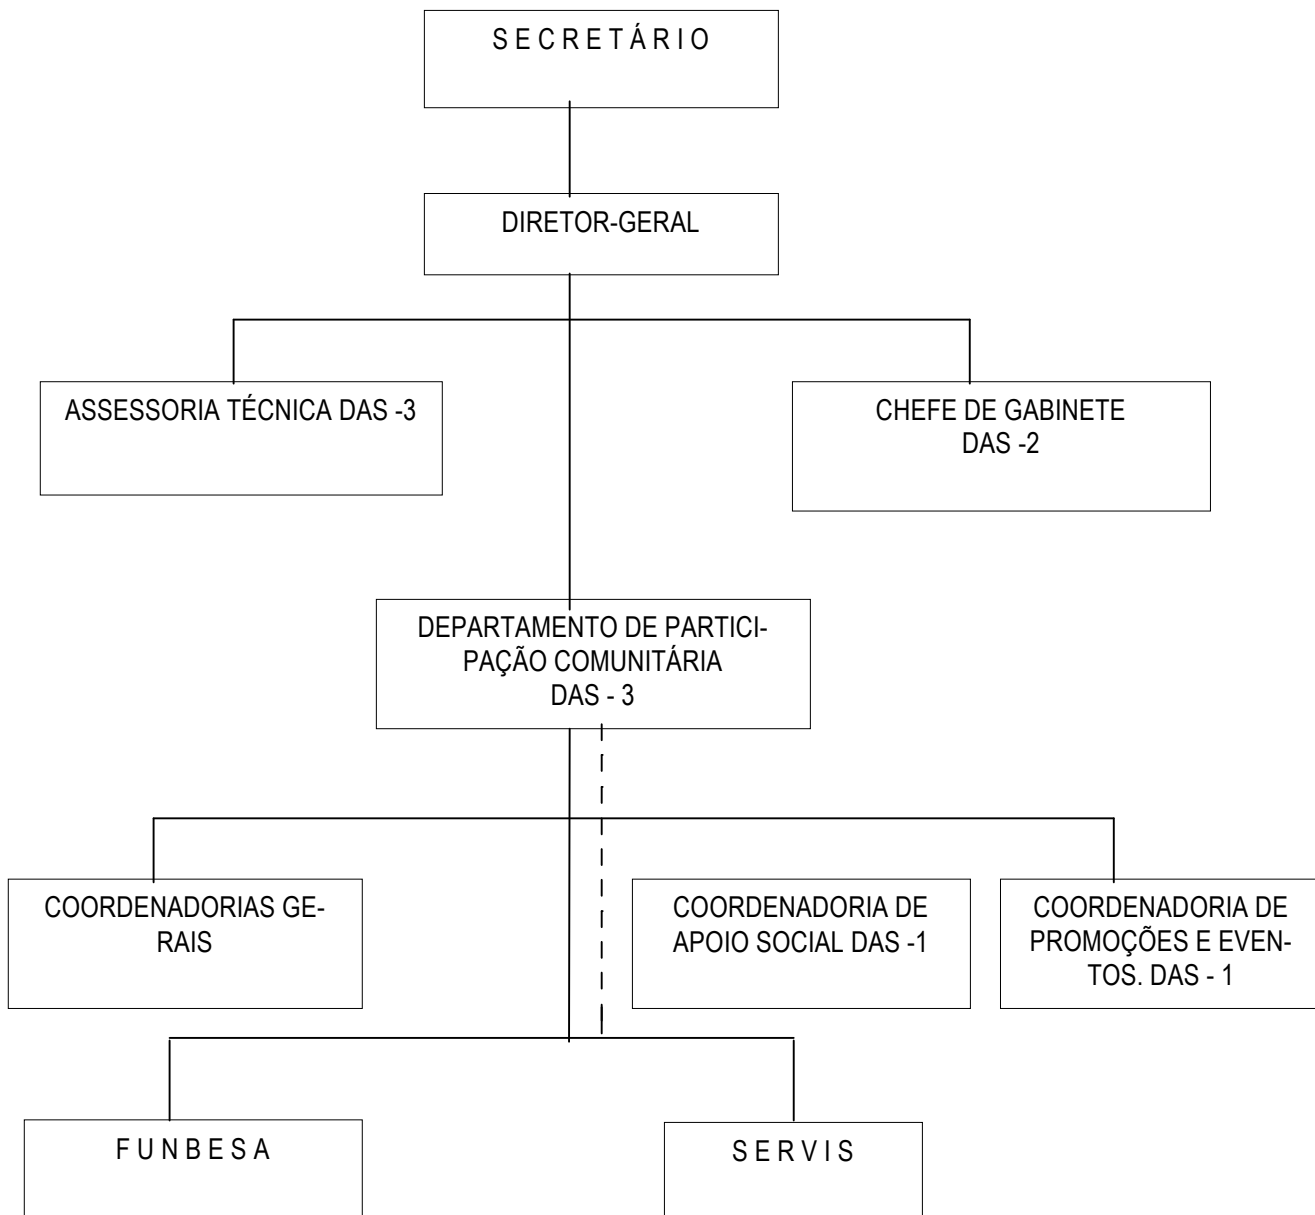 S E C R E T Á R I O
DIRETOR-GERAL
ASSESSORIA TÉCNICA DAS -3
CHEFE DE GABINETE
DAS -2
DEPARTAMENTO DE PARTICI-
PAÇÃO COMUNITÁRIA
DAS - 3
COORDENADORIAS GE-
RAIS
COORDENADORIA DE
APOIO SOCIAL DAS -1
COORDENADORIA DE
PROMOÇÕES E EVEN-
TOS. DAS - 1
F U N B E S A
S E R V I S